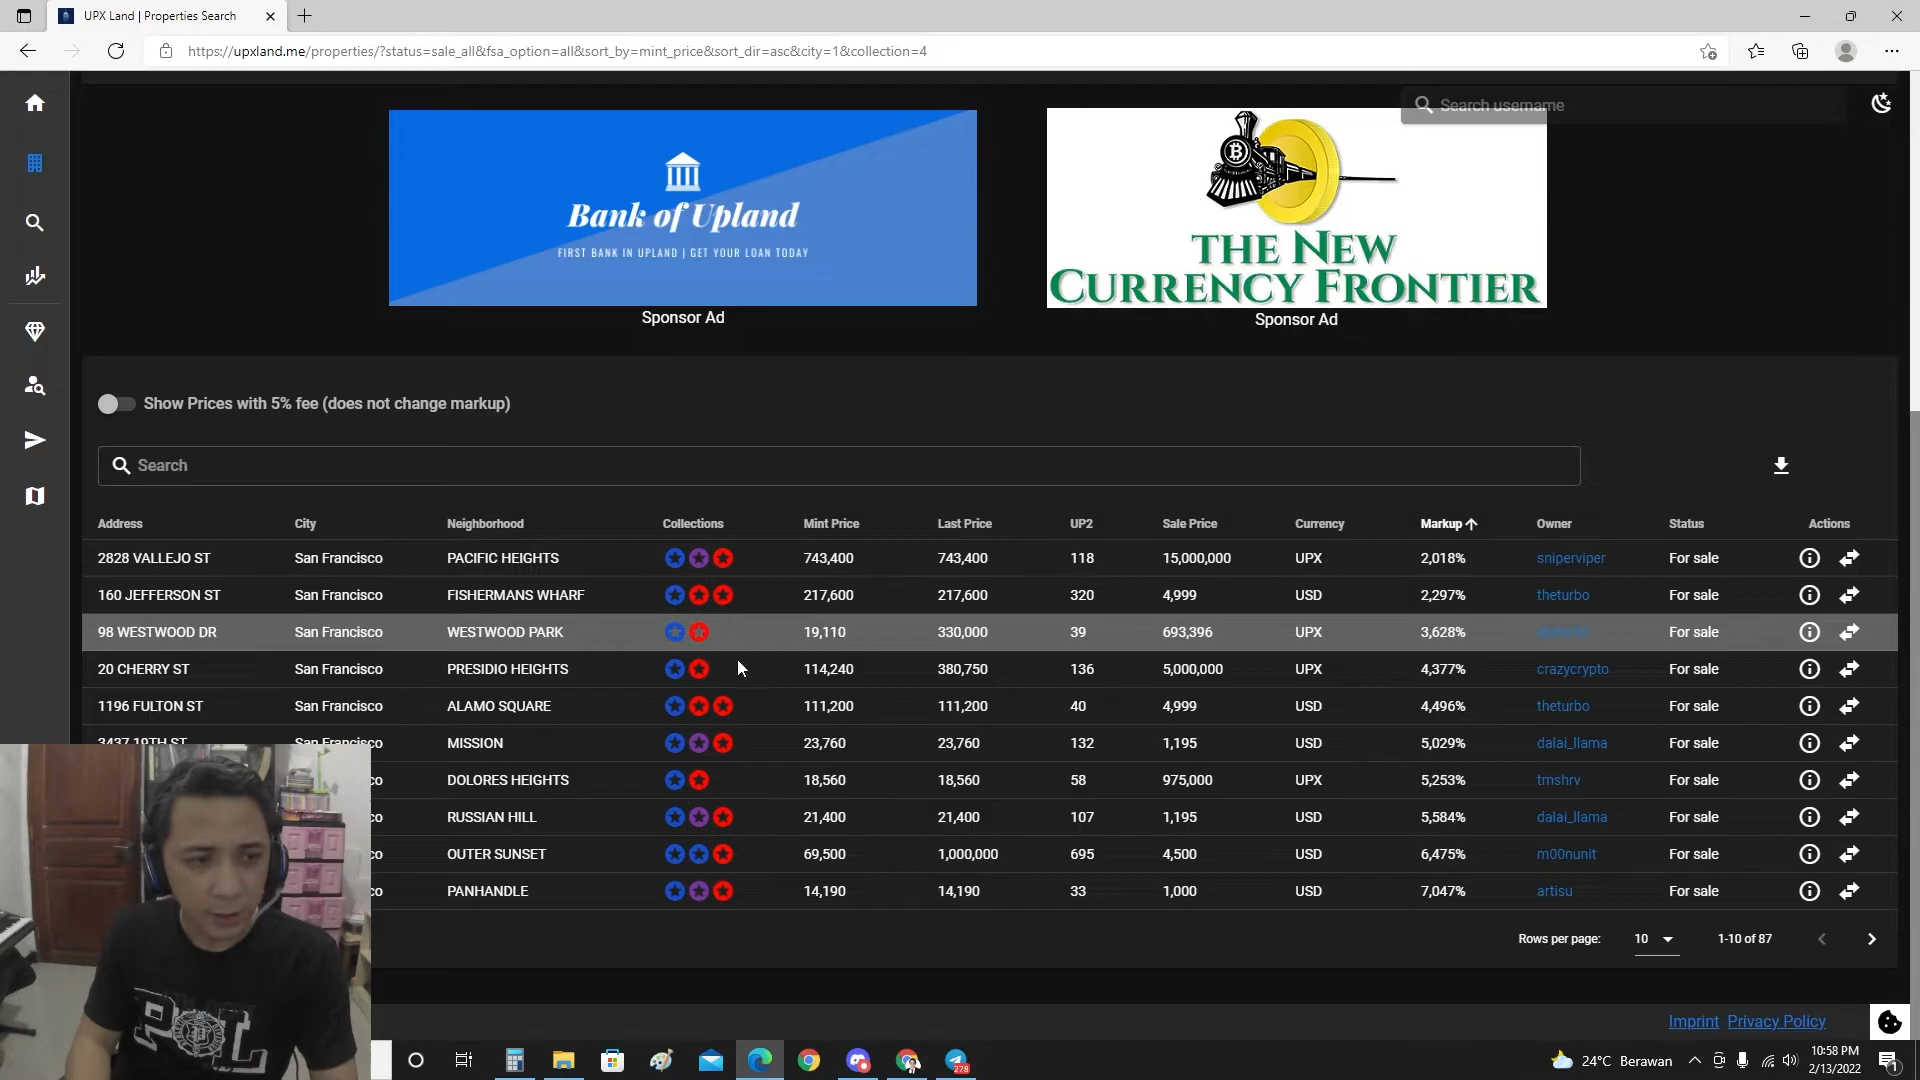 UPX Land | Properties Search
https://upxland.me/properties/?status=sale_all&fsa_option=all&sort_by=mint_price&sort_dir=asc&city=1&collection=4
Search username
Bank of Upland
FIRST BANK IN UPLAND | GET YOUR LOAN TODAY
Sponsor Ad
THE NEW
CURRENCY FRONTIER
Sponsor Ad
Show Prices with 5% fee (does not change markup)
Search
Address City Neighborhood Collections Mint Price Last Price UP2 Sale Price Currency Markup Owner Status Actions
2828 VALLEJO ST San Francisco PACIFIC HEIGHTS 743,400 743,400 118 15,000,000 UPX 2,018% sniperviper For sale
160 JEFFERSON ST San Francisco FISHERMANS WHARF 217,600 217,600 320 4,999 USD 2,297% theturbo For sale
98 WESTWOOD DR San Francisco WESTWOOD PARK 19,110 330,000 39 693,396 UPX 3,628% For sale
20 CHERRY ST San Francisco PRESIDIO HEIGHTS 114,240 380,750 136 5,000,000 UPX 4,377% crazycrypto For sale
1196 FULTON ST San Francisco ALAMO SQUARE 111,200 111,200 40 4,999 USD 4,496% theturbo For sale
3437 19TH ST San Francisco MISSION 23,760 23,760 132 1,195 USD 5,029% dalai_llama For sale
co DOLORES HEIGHTS 18,560 18,560 58 975,000 UPX 5,253% tmshrv For sale
co RUSSIAN HILL 21,400 21,400 107 1,195 USD 5,584% dalai_llama For sale
co OUTER SUNSET 69,500 1,000,000 695 4,500 USD 6,475% m00nunit For sale
co PANHANDLE 14,190 14,190 33 1,000 USD 7,047% artisu For sale
Rows per page: 10 1-10 of 87
Imprint Privacy Policy
278
24°C Berawan
10:58 PM
2/13/2022
1